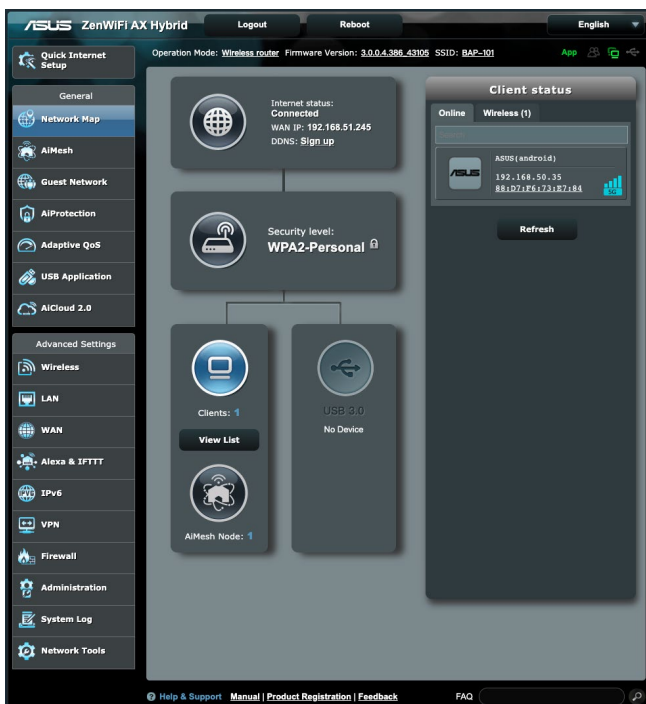 ASUS ZenWiFi AX Hybrid
Logout
Reboot
English
Quick Internet
Setup
Operation Mode: Wireless router Firmware Version: 3.0.0.4.386_43105 SSID: BAP-101
App
General
Network Map
AiMesh
Guest Network
AiProtection
Adaptive QoS
USB Application
AiCloud 2.0
Advanced Settings
Wireless
LAN
WAN
Alexa & IFTTT
IPv6
VPN
Firewall
Administration
System Log
Network Tools
Internet status:
Connected
WAN IP: 192.168.51.245
DDNS: Sign up
Security level:
WPA2-Personal
Clients: 1
View List
AiMesh Node: 1
USB 3.0
No Device
Client status
Online
Wireless (1)
ASUS
ASUS(android)
192.168.50.35
88:D7:F6:73:E7:84
5G
Refresh
Help & Support Manual | Product Registration | Feedback
FAQ